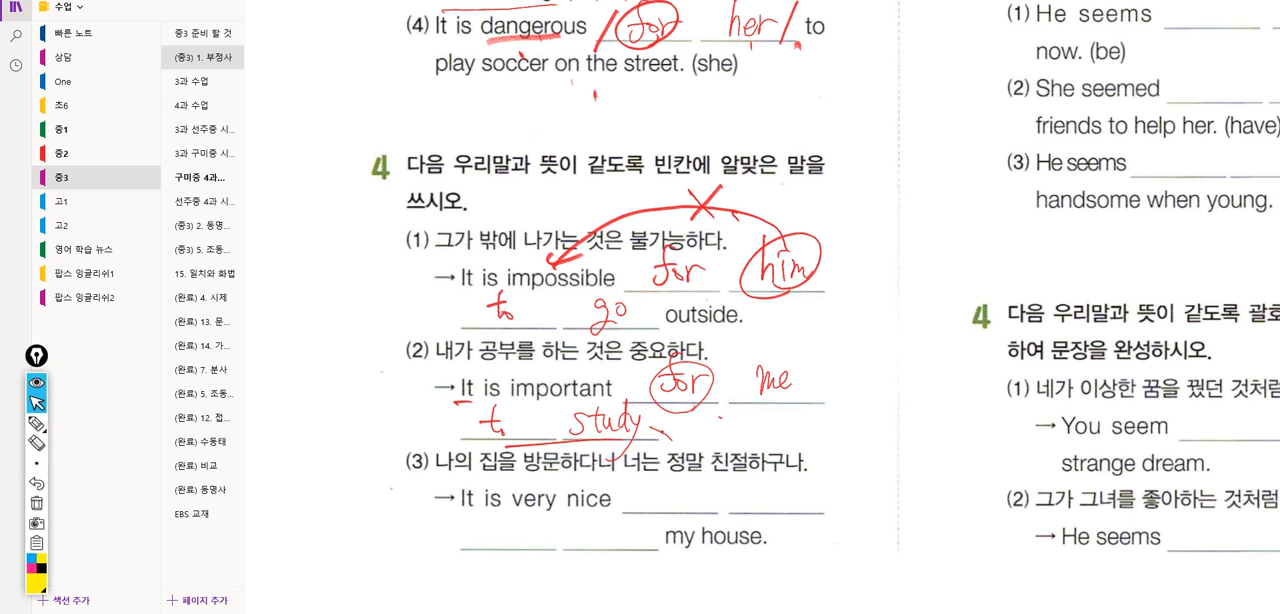 수업
빠른 노트
상담
One
초6
중1
중2
중3
고1
고2
영어 학습 뉴스
팝스 잉글리쉬1
팝스 잉글리쉬2
섹션 추가
중3 준비 할 것
(중3) 1. 부정사
3과 수업
4과 수업
3과 선주중 시...
3과 구미중 시...
구미중 4과...
선주중 4과 시...
(중3) 2. 동명...
(중3) 5. 조동...
15. 일치와 화법
(완료) 4. 시제
(완료) 13. 문...
(완료) 14. 가...
(완료) 7. 분사
(완료) 5. 조동...
(완료) 12. 접...
(완료) 수동태
(완료) 비교
(완료) 동명사
EBS 교재
페이지 추가
(4) It is dangerous for her to
play soccer on the street. (she)
4 다음 우리말과 뜻이 같도록 빈칸에 알맞은 말을
쓰시오.
(1) 그가 밖에 나가는 것은 불가능하다.
→ It is impossible for him
to go outside.
(2) 내가 공부를 하는 것은 중요하다.
→ It is important for me
to study
(3) 나의 집을 방문하다니 너는 정말 친절하구나.
→ It is very nice
my house.
(1) He seems
now. (be)
(2) She seemed
friends to help her. (have)
(3) He seems
handsome when young.
4 다음 우리말과 뜻이 같도록 괄호
하여 문장을 완성하시오.
(1) 네가 이상한 꿈을 꿨던 것처럼
→ You seem
strange dream.
(2) 그가 그녀를 좋아하는 것처럼
→ He seems